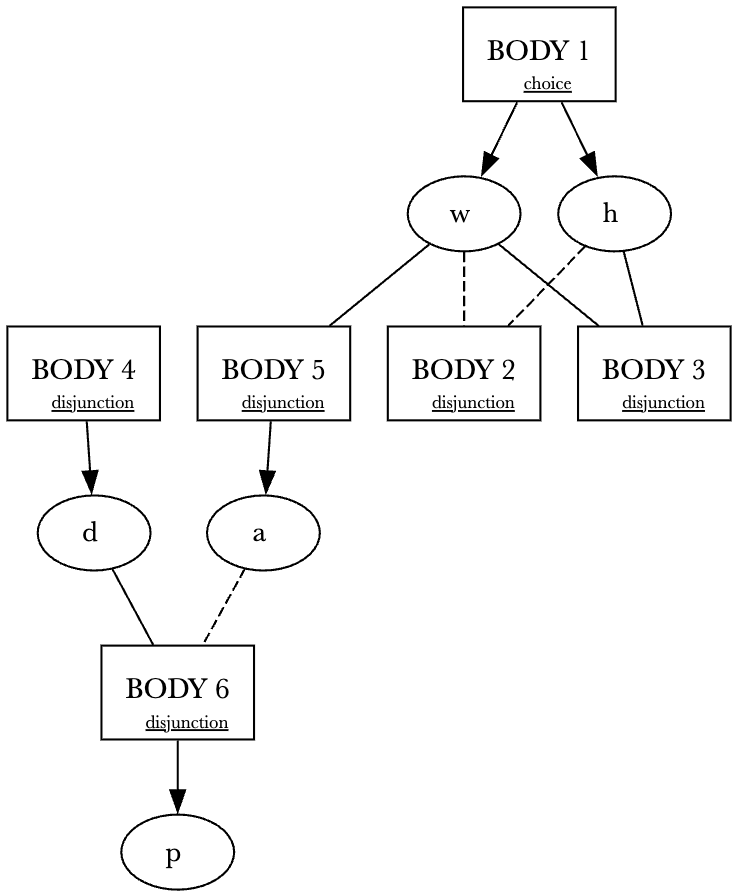 BODY 1
choice
w
h
BODY 4
disjunction
BODY 5
disjunction
BODY 2
disjunction
BODY 3
disjunction
d
a
BODY 6
disjunction
p